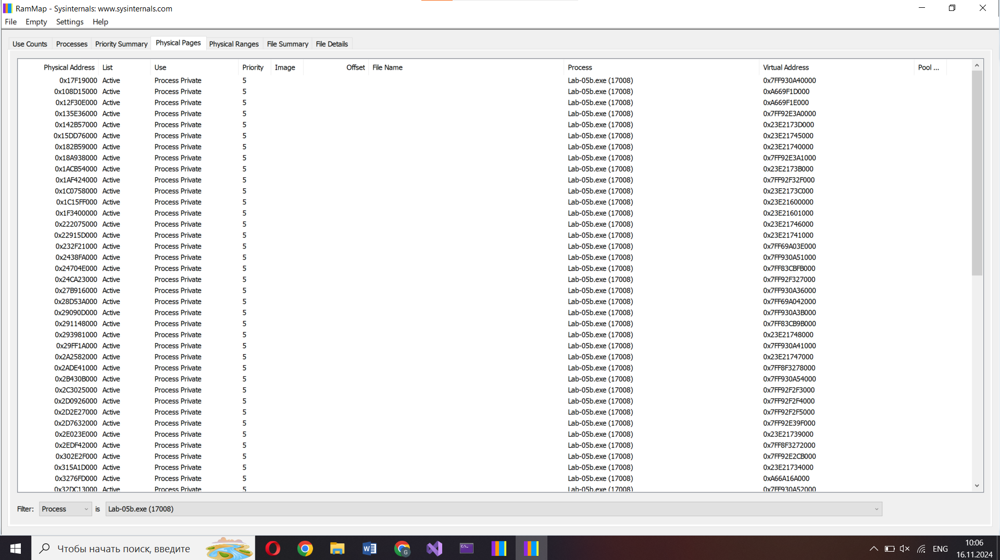 RamMap - Sysinternals: www.sysinternals.com
File Empty Settings Help
Use Counts Processes Priority Summary Physical Pages Physical Ranges File Summary File Details
Physical Address List Use Priority Image Offset File Name Process Virtual Address Pool ...
0x17F19000 Active Process Private 5 Lab-05b.exe (17008) 0x7FF930A40000
0x108D15000 Active Process Private 5 Lab-05b.exe (17008) 0xA669F1D000
0x12F30E000 Active Process Private 5 Lab-05b.exe (17008) 0xA669F1E000
0x135E36000 Active Process Private 5 Lab-05b.exe (17008) 0x7FF92E3A0000
0x142B57000 Active Process Private 5 Lab-05b.exe (17008) 0x23E2173D000
0x15DD76000 Active Process Private 5 Lab-05b.exe (17008) 0x23E21745000
0x182B59000 Active Process Private 5 Lab-05b.exe (17008) 0x23E21740000
0x18A938000 Active Process Private 5 Lab-05b.exe (17008) 0x7FF92E3A1000
0x1ACB54000 Active Process Private 5 Lab-05b.exe (17008) 0x23E2173B000
0x1AF424000 Active Process Private 5 Lab-05b.exe (17008) 0x7FF92F32F000
0x1C0758000 Active Process Private 5 Lab-05b.exe (17008) 0x23E2173C000
0x1C15FF000 Active Process Private 5 Lab-05b.exe (17008) 0x23E21600000
0x1F3400000 Active Process Private 5 Lab-05b.exe (17008) 0x23E21601000
0x222075000 Active Process Private 5 Lab-05b.exe (17008) 0x23E21746000
0x22915D000 Active Process Private 5 Lab-05b.exe (17008) 0x23E21741000
0x232F21000 Active Process Private 5 Lab-05b.exe (17008) 0x7FF69A03E000
0x2438FA000 Active Process Private 5 Lab-05b.exe (17008) 0x7FF930A51000
0x24704E000 Active Process Private 5 Lab-05b.exe (17008) 0x7FF83CBFB000
0x24CA23000 Active Process Private 5 Lab-05b.exe (17008) 0x7FF92F327000
0x27B916000 Active Process Private 5 Lab-05b.exe (17008) 0x7FF930A36000
0x28D53A000 Active Process Private 5 Lab-05b.exe (17008) 0x7FF69A042000
0x29090D000 Active Process Private 5 Lab-05b.exe (17008) 0x7FF930A3B000
0x291148000 Active Process Private 5 Lab-05b.exe (17008) 0x7FF83CB9B000
0x293981000 Active Process Private 5 Lab-05b.exe (17008) 0x23E21748000
0x29FF1A000 Active Process Private 5 Lab-05b.exe (17008) 0x7FF930A41000
0x2A2582000 Active Process Private 5 Lab-05b.exe (17008) 0x23E21747000
0x2ADE41000 Active Process Private 5 Lab-05b.exe (17008) 0x7FF8F3278000
0x2B430B000 Active Process Private 5 Lab-05b.exe (17008) 0x7FF930A54000
0x2C3025000 Active Process Private 5 Lab-05b.exe (17008) 0x7FF92F2F3000
0x2D0926000 Active Process Private 5 Lab-05b.exe (17008) 0x7FF92F2F4000
0x2D2E27000 Active Process Private 5 Lab-05b.exe (17008) 0x7FF92F2F5000
0x2D7632000 Active Process Private 5 Lab-05b.exe (17008) 0x7FF92E39F000
0x2E023E000 Active Process Private 5 Lab-05b.exe (17008) 0x23E21739000
0x2EDF42000 Active Process Private 5 Lab-05b.exe (17008) 0x7FF8F3272000
0x302E2F000 Active Process Private 5 Lab-05b.exe (17008) 0x7FF92E2CB000
0x315A1D000 Active Process Private 5 Lab-05b.exe (17008) 0x23E21734000
0x3276FD000 Active Process Private 5 Lab-05b.exe (17008) 0xA66A16A000
0x32DC13000 Active Process Private 5 Lab-05b.exe (17008) 0x7FF930A52000
Filter: Process is Lab-05b.exe (17008)
Чтобы начать поиск, введите
ENG
10:06
16.11.2024